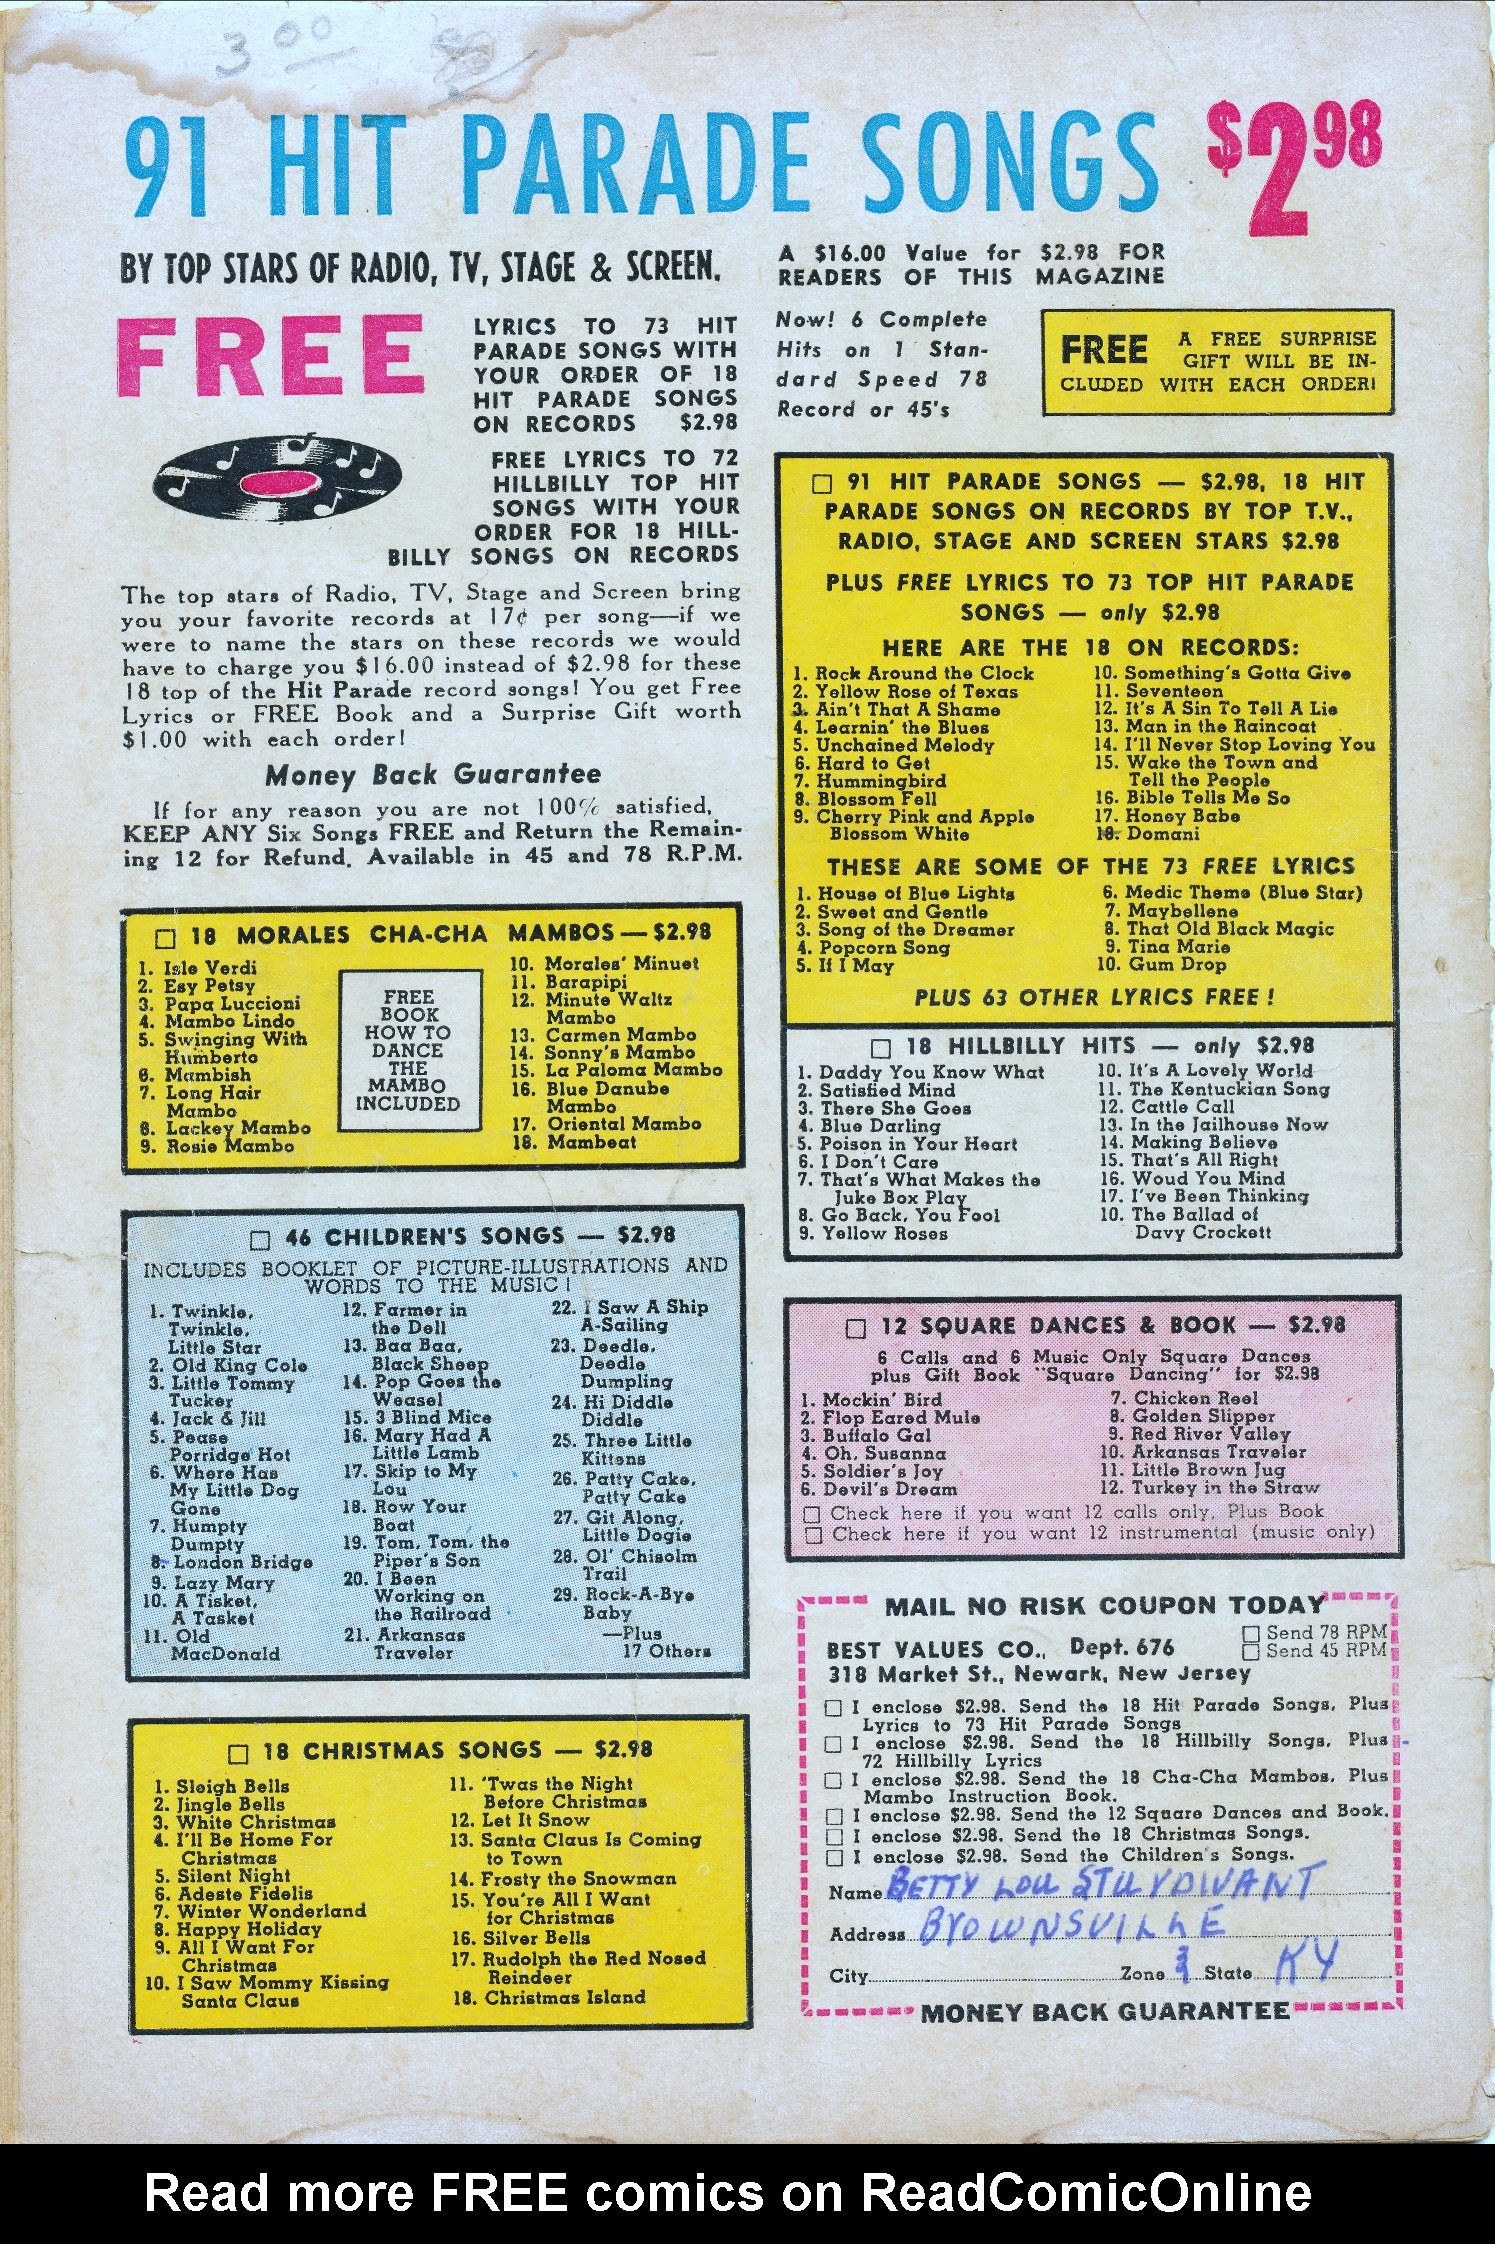 3 00
91 HIT PARADE SONGS $2.98
BY TOP STARS OF RADIO, TV, STAGE & SCREEN.
A $16.00 Value for $2.98 FOR
READERS OF THIS MAGAZINE
FREE
LYRICS TO 73 HIT
PARADE SONGS WITH
YOUR ORDER OF 18
HIT PARADE SONGS
ON RECORDS $2.98
FREE LYRICS TO 72
HILLBILLY TOP HIT
SONGS WITH YOUR
ORDER FOR 18 HILL-
BILLY SONGS ON RECORDS
The top stars of Radio, TV, Stage and Screen bring
you your favorite records at 17¢ per song—if we
were to name the stars on these records we would
have to charge you $16.00 instead of $2.98 for these
18 top of the Hit Parade record songs! You get Free
Lyrics or FREE Book and a Surprise Gift worth
$1.00 with each order!
Money Back Guarantee
If for any reason you are not 100% satisfied,
KEEP ANY Six Songs FREE and Return the Remain-
ing 12 for Refund. Available in 45 and 78 R.P.M.
Now! 6 Complete
Hits on 1 Stan-
dard Speed 78
Record or 45's
FREE A FREE SURPRISE
GIFT WILL BE IN-
CLUDED WITH EACH ORDER!
91 HIT PARADE SONGS — $2.98, 18 HIT
PARADE SONGS ON RECORDS BY TOP T.V.,
RADIO, STAGE AND SCREEN STARS $2.98
PLUS FREE LYRICS TO 73 TOP HIT PARADE
SONGS — only $2.98
HERE ARE THE 18 ON RECORDS:
1. Rock Around the Clock
2. Yellow Rose of Texas
3. Ain't That A Shame
4. Learnin' the Blues
5. Unchained Melody
6. Hard to Get
7. Hummingbird
8. Blossom Fell
9. Cherry Pink and Apple
Blossom White
10. Something's Gotta Give
11. Seventeen
12. It's A Sin To Tell A Lie
13. Man in the Raincoat
14. I'll Never Stop Loving You
15. Wake the Town and
Tell the People
16. Bible Tells Me So
17. Honey Babe
18. Domani
THESE ARE SOME OF THE 73 FREE LYRICS
1. House of Blue Lights
2. Sweet and Gentle
3. Song of the Dreamer
4. Popcorn Song
5. If I May
6. Medic Theme (Blue Star)
7. Maybellene
8. That Old Black Magic
9. Tina Marie
10. Gum Drop
PLUS 63 OTHER LYRICS FREE!
18 HILLBILLY HITS — only $2.98
1. Daddy You Know What
2. Satisfied Mind
3. There She Goes
4. Blue Darling
5. Poison in Your Heart
6. I Don't Care
7. That's What Makes the
Juke Box Play
8. Go Back, You Fool
9. Yellow Roses
10. It's A Lovely World
11. The Kentuckian Song
12. Cattle Call
13. In the Jailhouse Now
14. Making Believe
15. That's All Right
16. Woud You Mind
17. I've Been Thinking
10. The Ballad of
Davy Crockett
18 MORALES CHA-CHA MAMBOS — $2.98
1. Isle Verdi
2. Esy Petsy
3. Papa Luccioni
4. Mambo Lindo
5. Swinging With
Humberto
6. Mambish
7. Long Hair
Mambo
8. Lackey Mambo
9. Rosie Mambo
FREE
BOOK
HOW TO
DANCE
THE
MAMBO
INCLUDED
10. Morales' Minuet
11. Barapipi
12. Minute Waltz
Mambo
13. Carmen Mambo
14. Sonny's Mambo
15. La Paloma Mambo
16. Blue Danube
Mambo
17. Oriental Mambo
18. Mambeat
46 CHILDREN'S SONGS — $2.98
INCLUDES BOOKLET OF PICTURE-ILLUSTRATIONS AND
WORDS TO THE MUSIC!
1. Twinkle,
Twinkle,
Little Star
2. Old King Cole
3. Little Tommy
Tucker
4. Jack & Jill
5. Pease
Porridge Hot
6. Where Has
My Little Dog
Gone
7. Humpty
Dumpty
8. London Bridge
9. Lazy Mary
10. A Tisket,
A Tasket
11. Old
MacDonald
12. Farmer in
the Dell
13. Baa Baa,
Black Sheep
14. Pop Goes the
Weasel
15. 3 Blind Mice
16. Mary Had A
Little Lamb
17. Skip to My
Lou
18. Row Your
Boat
19. Tom, Tom, the
Piper's Son
20. I Been
Working on
the Railroad
21. Arkansas
Traveler
22. I Saw A Ship
A-Sailing
23. Deedle,
Deedle
Dumpling
24. Hi Diddle
Diddle
25. Three Little
Kittens
26. Patty Cake,
Patty Cake
27. Git Along,
Little Dogie
28. Ol' Chisolm
Trail
29. Rock-A-Bye
Baby
—Plus
17 Others
12 SQUARE DANCES & BOOK — $2.98
6 Calls and 6 Music Only Square Dances
plus Gift Book "Square Dancing" for $2.98
1. Mockin' Bird
2. Flop Eared Mule
3. Buffalo Gal
4. Oh, Susanna
5. Soldier's Joy
6. Devil's Dream
7. Chicken Reel
8. Golden Slipper
9. Red River Valley
10. Arkansas Traveler
11. Little Brown Jug
12. Turkey in the Straw
Check here if you want 12 calls only, Plus Book
Check here if you want 12 instrumental (music only)
18 CHRISTMAS SONGS — $2.98
1. Sleigh Bells
2. Jingle Bells
3. White Christmas
4. I'll Be Home For
Christmas
5. Silent Night
6. Adeste Fidelis
7. Winter Wonderland
8. Happy Holiday
9. All I Want For
Christmas
10. I Saw Mommy Kissing
Santa Claus
11. 'Twas the Night
Before Christmas
12. Let It Snow
13. Santa Claus Is Coming
to Town
14. Frosty the Snowman
15. You're All I Want
for Christmas
16. Silver Bells
17. Rudolph the Red Nosed
Reindeer
18. Christmas Island
MAIL NO RISK COUPON TODAY
BEST VALUES CO., Dept. 676
318 Market St., Newark, New Jersey
Send 78 RPM
Send 45 RPM
I enclose $2.98. Send the 18 Hit Parade Songs, Plus
Lyrics to 73 Hit Parade Songs
I enclose $2.98. Send the 18 Hillbilly Songs, Plus
72 Hillbilly Lyrics
I enclose $2.98. Send the 18 Cha-Cha Mambos, Plus
Mambo Instruction Book.
I enclose $2.98. Send the 12 Square Dances and Book.
I enclose $2.98. Send the 18 Christmas Songs.
I enclose $2.98. Send the Children's Songs.
Name BETTY LOU STUYDIVANT
Address BYOWNSVILLE
City Zone State KY
MONEY BACK GUARANTEE
Read more FREE comics on ReadComicOnline